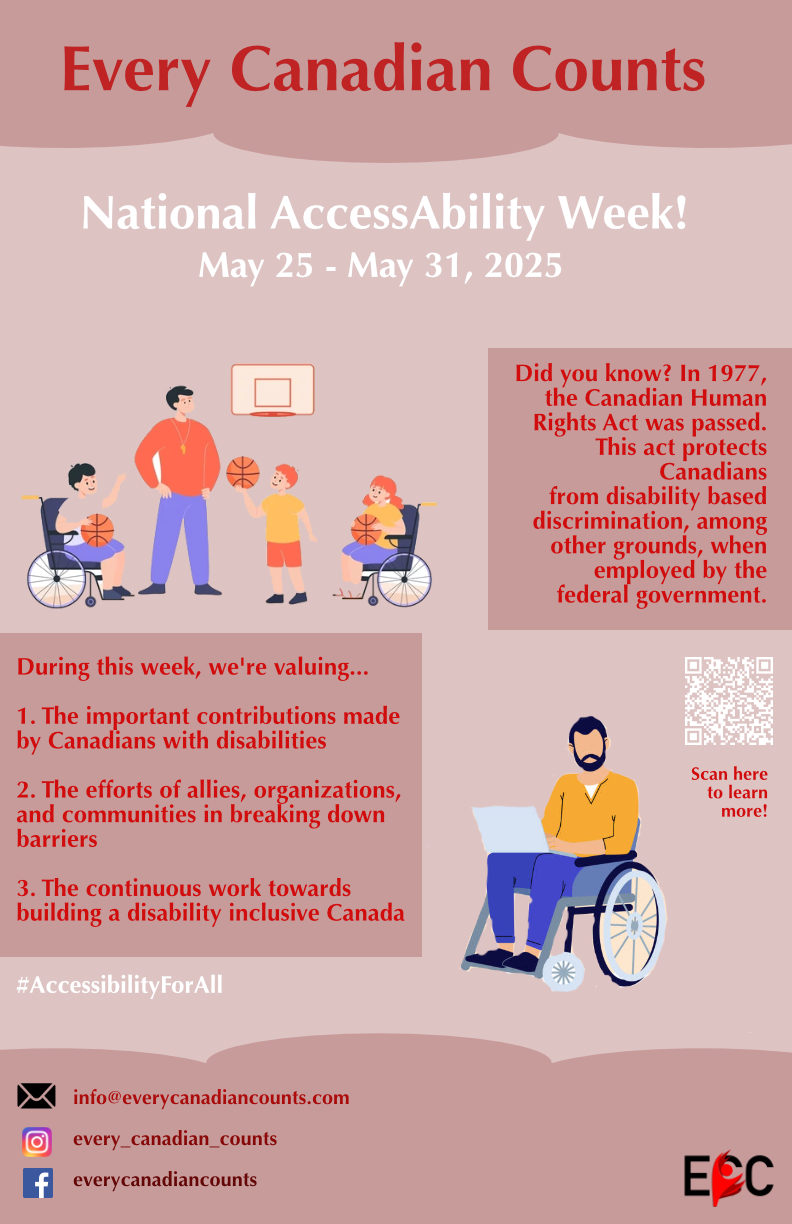 Every Canadian Counts
National AccessAbility Week!
May 25 - May 31, 2025
Did you know? In 1977,
the Canadian Human
Rights Act was passed.
This act protects
Canadians
from disability based
discrimination, among
other grounds, when
employed by the
federal government.
During this week, we're valuing...
1. The important contributions made
by Canadians with disabilities
2. The efforts of allies, organizations,
and communities in breaking down
barriers
3. The continuous work towards
building a disability inclusive Canada
Scan here
to learn
more!
#AccessibilityForAll
info@everycanadiancounts.com
every_canadian_counts
everycanadiancounts
ECC